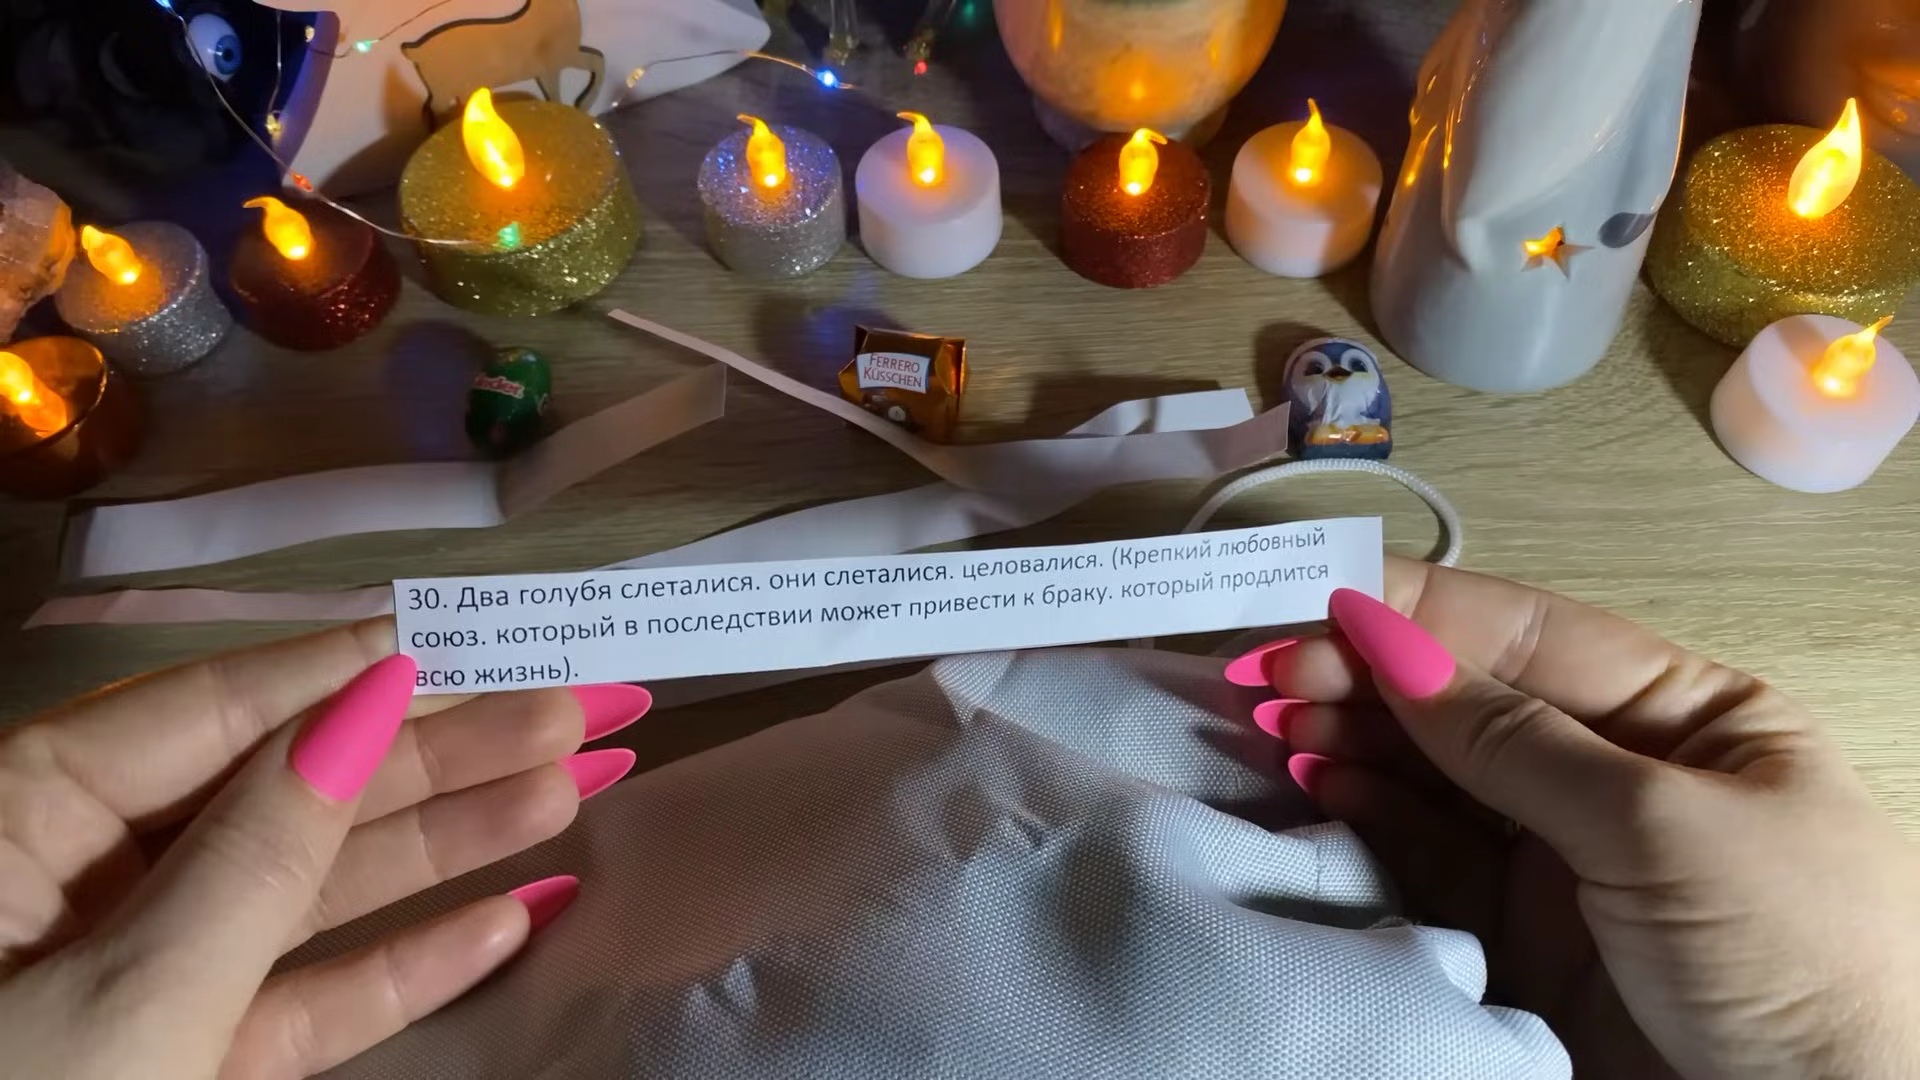 Kinder
FERRERO
KÜSSCHEN
30. Два голубя слеталися. они слеталися. целовалися. (Крепкий любовный
союз. который в последствии может привести к браку. который продлится
всю жизнь).